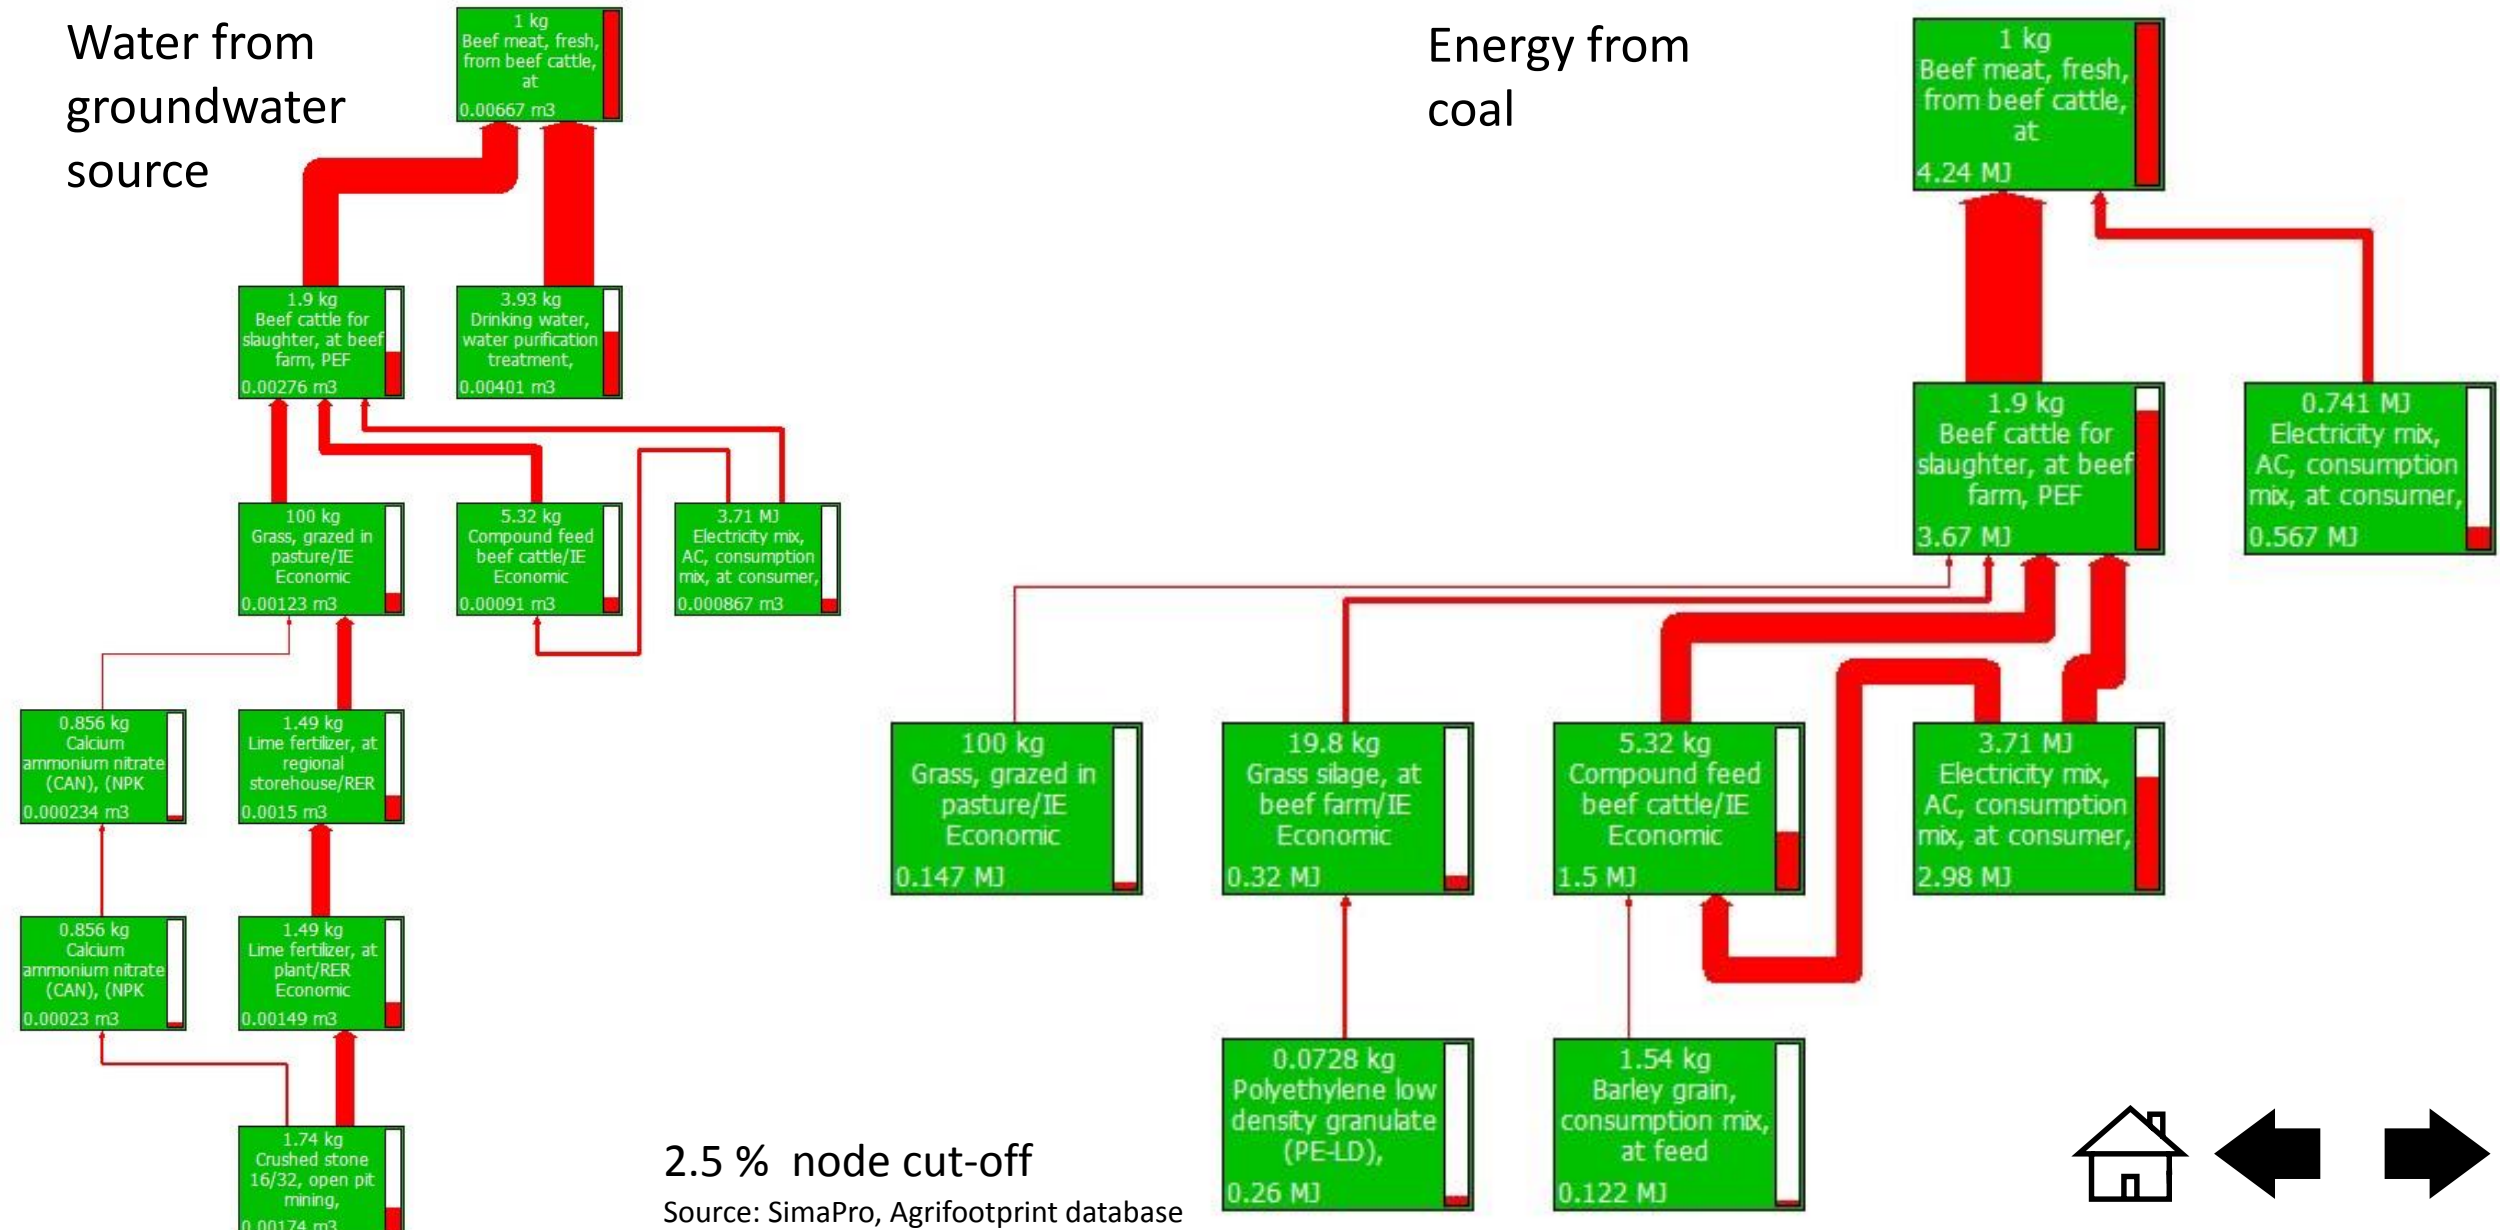 Water from
groundwater
source
1 kg
Beef meat, fresh,
from beef cattle,
at
0.00667 m3
1.9 kg
Beef cattle for
slaughter, at beef
farm, PEF
0.00276 m3
3.93 kg
Drinking water,
water purification
treatment,
0.00401 m3
100 kg
Grass, grazed in
pasture/IE
Economic
0.00123 m3
5.32 kg
Compound feed
beef cattle/IE
Economic
0.00091 m3
3.71 MJ
Electricity mix,
AC, consumption
mix, at consumer,
0.000867 m3
0.856 kg
Calcium
ammonium nitrate
(CAN), (NPK
0.000234 m3
1.49 kg
Lime fertilizer, at
regional
storehouse/RER
0.0015 m3
0.856 kg
Calcium
ammonium nitrate
(CAN), (NPK
0.00023 m3
1.49 kg
Lime fertilizer, at
plant/RER
Economic
0.00149 m3
1.74 kg
Crushed stone
16/32, open pit
mining,
0.00174 m3
Energy from
coal
1 kg
Beef meat, fresh,
from beef cattle,
at
4.24 MJ
1.9 kg
Beef cattle for
slaughter, at beef
farm, PEF
3.67 MJ
0.741 MJ
Electricity mix,
AC, consumption
mix, at consumer,
0.567 MJ
100 kg
Grass, grazed in
pasture/IE
Economic
0.147 MJ
19.8 kg
Grass silage, at
beef farm/IE
Economic
0.32 MJ
5.32 kg
Compound feed
beef cattle/IE
Economic
1.5 MJ
3.71 MJ
Electricity mix,
AC, consumption
mix, at consumer,
2.98 MJ
0.0728 kg
Polyethylene low
density granulate
(PE-LD),
0.26 MJ
1.54 kg
Barley grain,
consumption mix,
at feed
0.122 MJ
2.5 % node cut-off
Source: SimaPro, Agrifootprint database